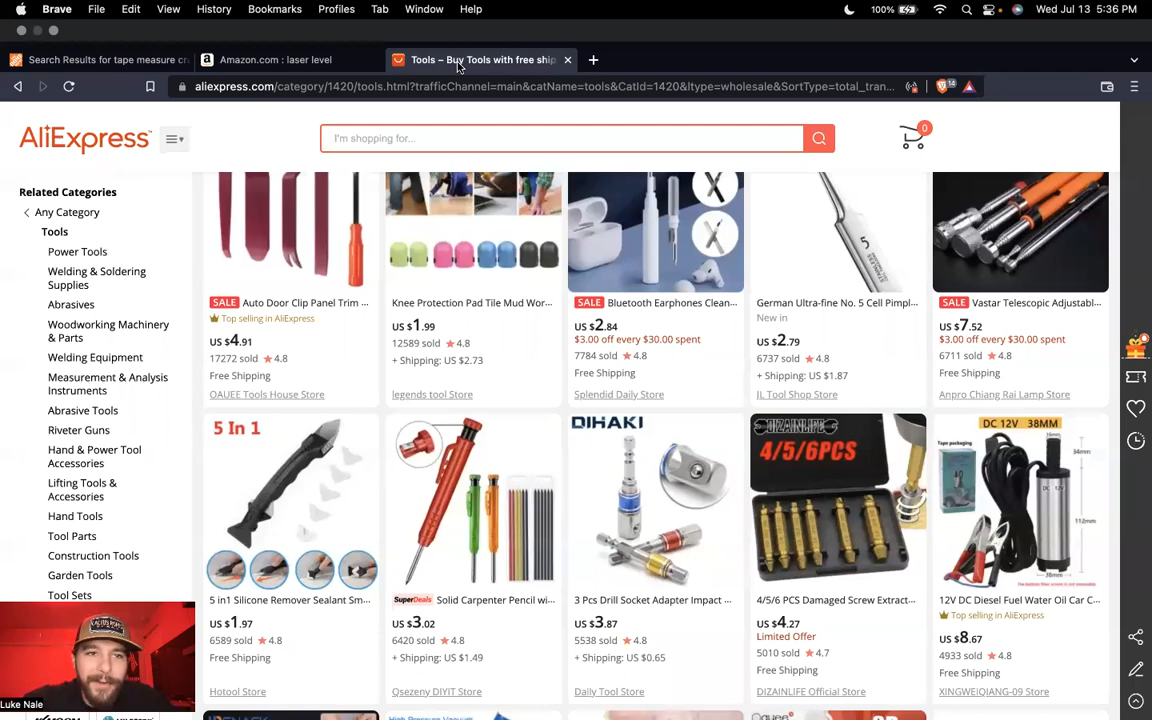 Brave File Edit View History Bookmarks Profiles Tab Window Help 100% Wed Jul 13 5:36 PM
Search Results for tape measure cra Amazon.com : laser level Tools – Buy Tools with free ship
aliexpress.com/category/1420/tools.html?trafficChannel=main&catName=tools&CatId=1420&ltype=wholesale&SortType=total_tran... 14
AliExpress I'm shopping for... 0
Related Categories
Any Category
Tools
Power Tools
Welding & Soldering
Supplies
Abrasives
Woodworking Machinery
& Parts
Welding Equipment
Measurement & Analysis
Instruments
Abrasive Tools
Riveter Guns
Hand & Power Tool
Accessories
Lifting Tools &
Accessories
Hand Tools
Tool Parts
Construction Tools
Garden Tools
Tool Sets
SALE Auto Door Clip Panel Trim ...
Top selling in AliExpress
US $4.91
17272 sold 4.8
Free Shipping
OAUEE Tools House Store
Knee Protection Pad Tile Mud Wor...
US $1.99
12589 sold 4.8
+ Shipping: US $2.73
legends tool Store
SALE Bluetooth Earphones Clean...
US $2.84
$3.00 off every $30.00 spent
7784 sold 4.8
Free Shipping
Splendid Daily Store
5
German Ultra-fine No. 5 Cell Pimpl...
New in
US $2.79
6737 sold 4.8
+ Shipping: US $1.87
JL Tool Shop Store
SALE Vastar Telescopic Adjustabl...
US $7.52
$3.00 off every $30.00 spent
6711 sold 4.8
Free Shipping
Anpro Chiang Rai Lamp Store
5 In 1
5 in1 Silicone Remover Sealant Sm...
US $1.97
6589 sold 4.8
Free Shipping
Hotool Store
SuperDeals Solid Carpenter Pencil wi...
US $3.02
6420 sold 4.8
+ Shipping: US $1.49
Qsezeny DIYIT Store
DIHAKI
3 Pcs Drill Socket Adapter Impact ...
US $3.87
5538 sold 4.8
+ Shipping: US $0.65
Daily Tool Store
DIZAINLIFE
4/5/6PCS
4/5/6 PCS Damaged Screw Extract...
US $4.27
Limited Offer
5010 sold 4.7
Free Shipping
DIZAINLIFE Official Store
DC 12V 38MM
Tape packaging
34mm
112mm
38mm
12V DC Diesel Fuel Water Oil Car C...
Top selling in AliExpress
US $8.67
4933 sold 4.8
Free Shipping
XINGWEIQIANG-09 Store
Luke Nale